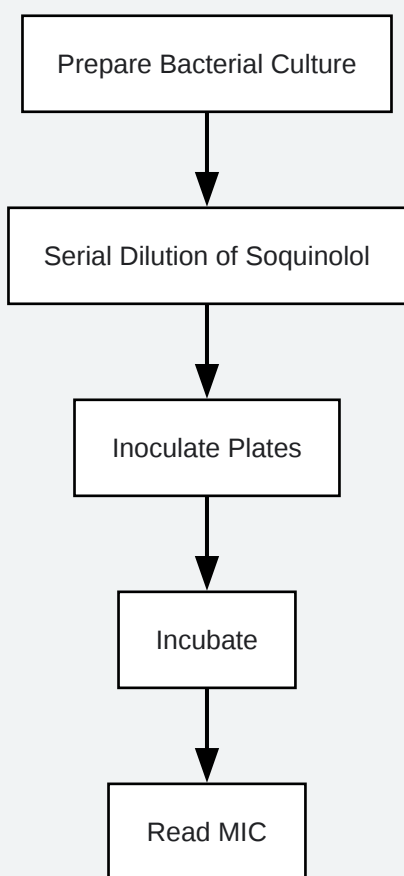 Prepare Bacterial Culture
Serial Dilution of Soquinolol
Inoculate Plates
Incubate
Read MIC